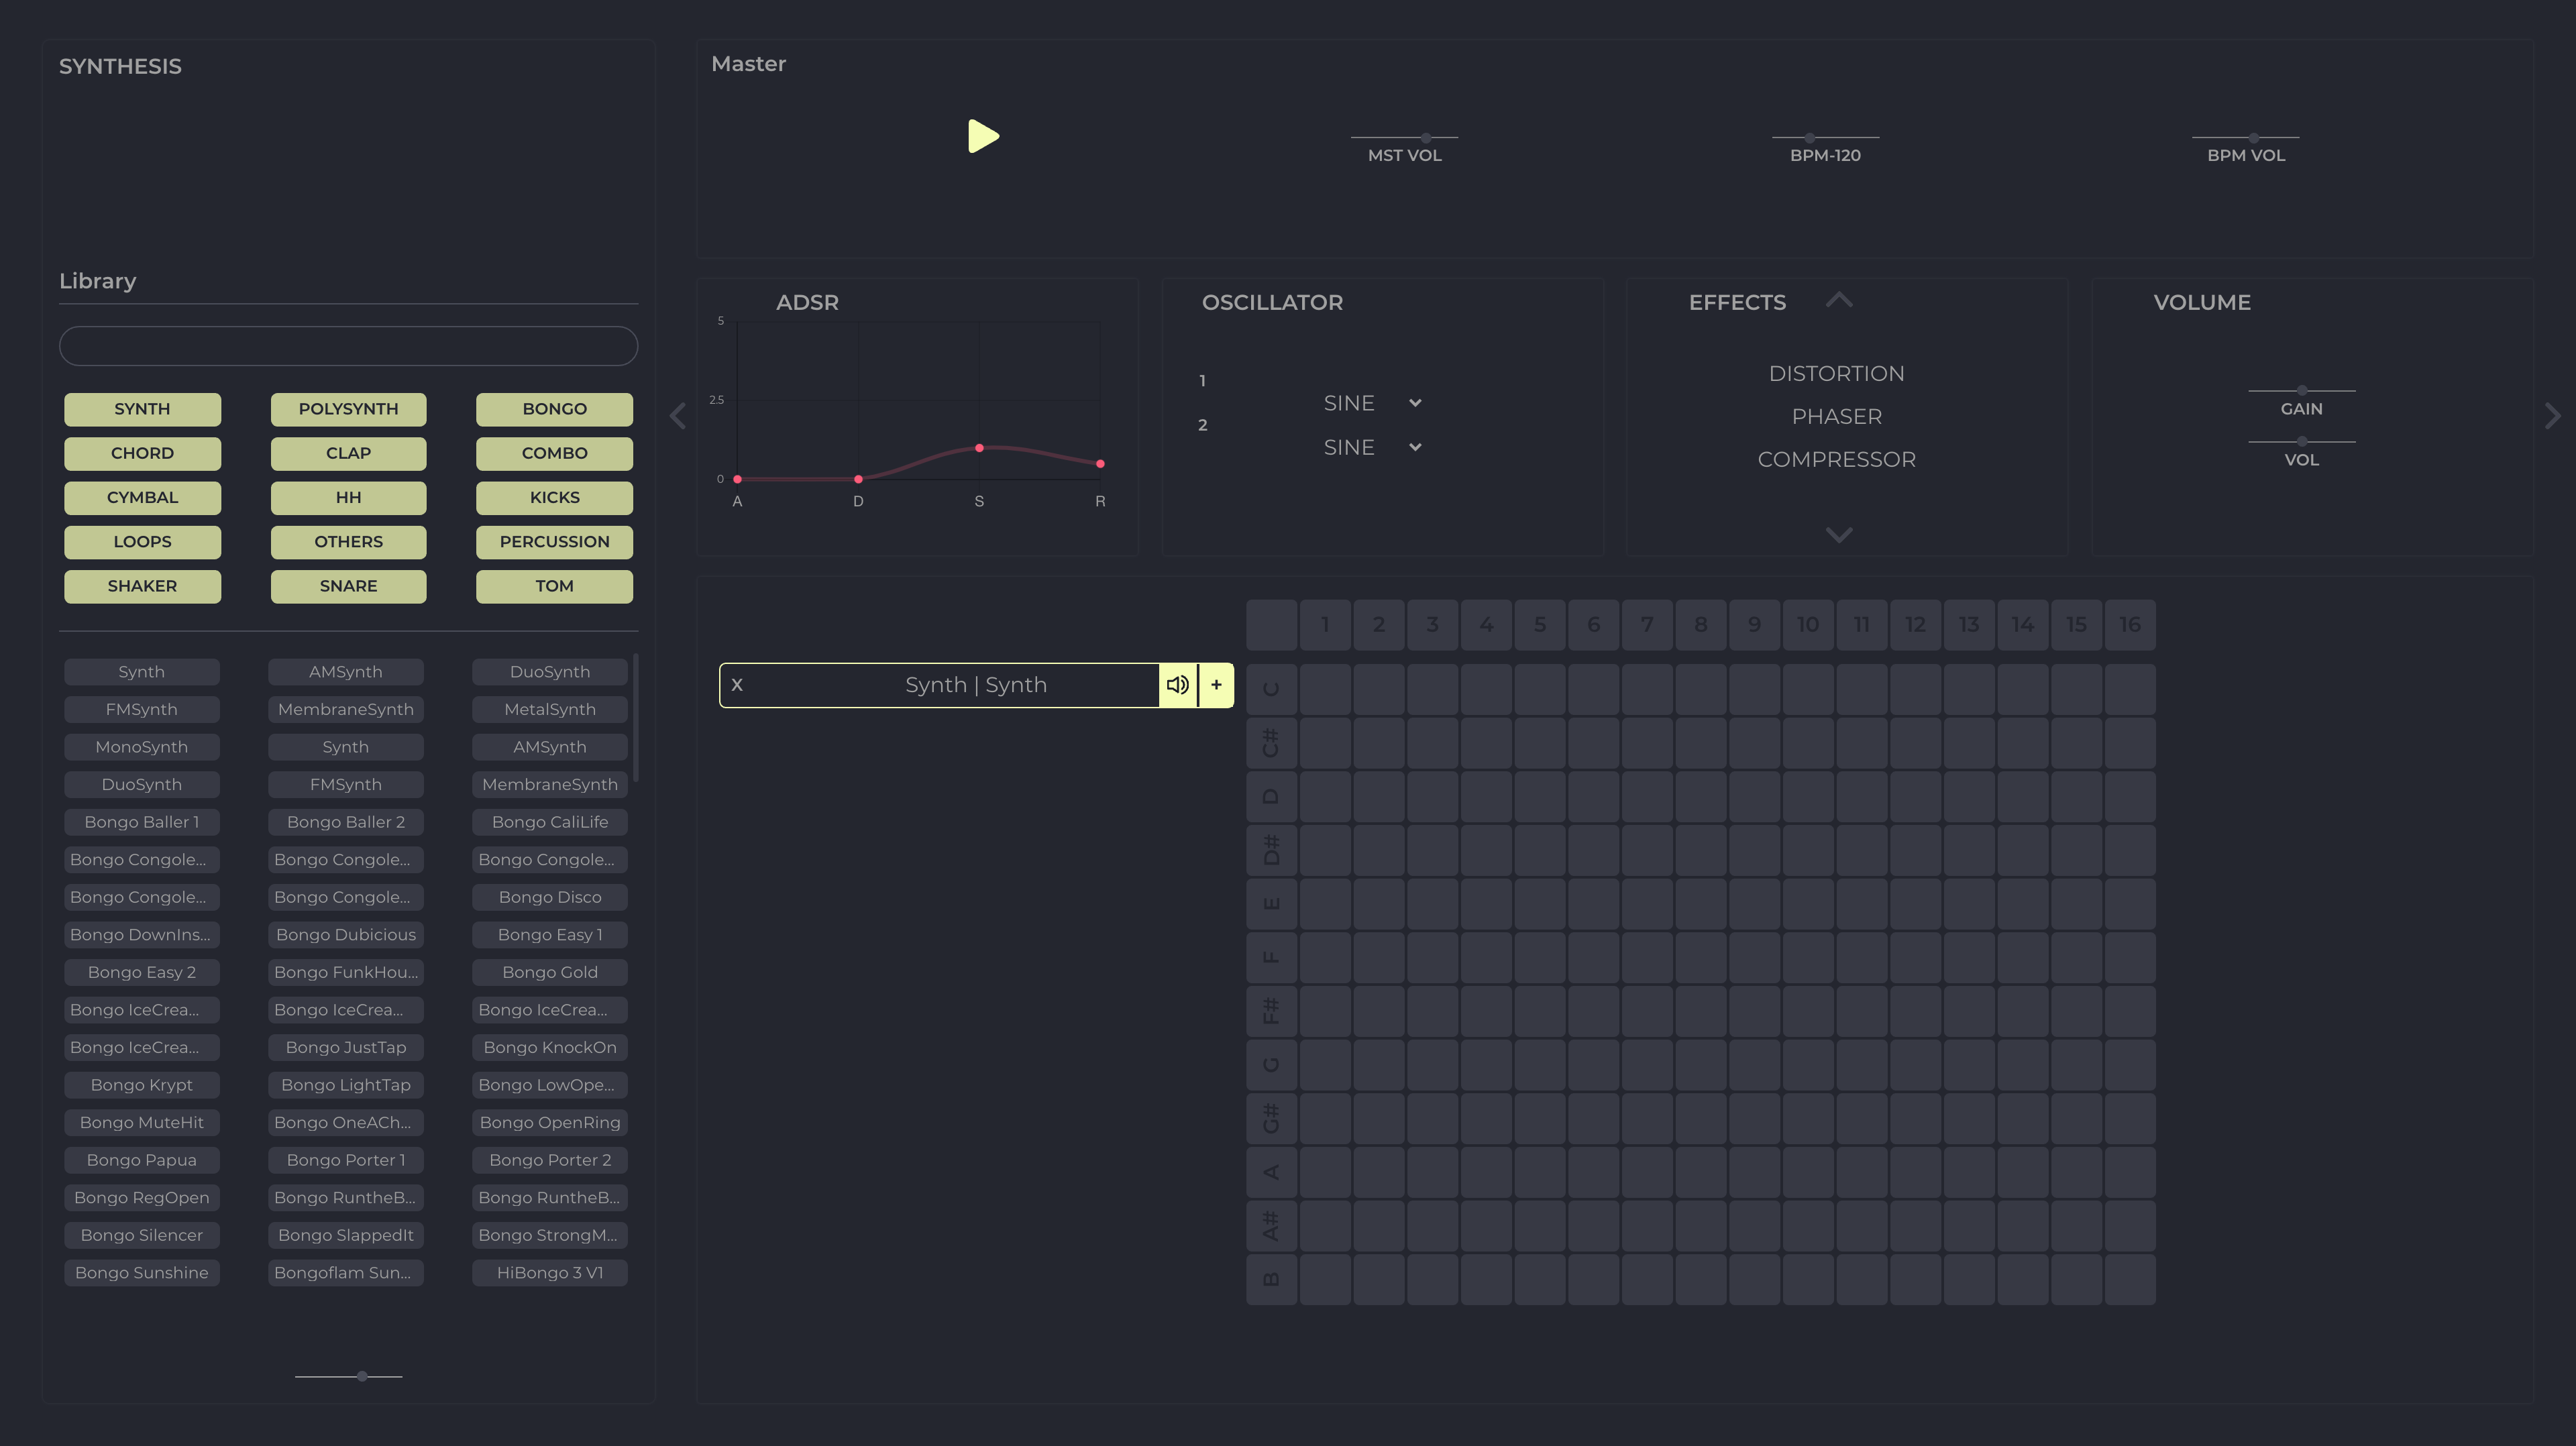 SYNTHESIS
Library
SYNTH POLYSYNTH BONGO
CHORD CLAP COMBO
CYMBAL HH KICKS
LOOPS OTHERS PERCUSSION
SHAKER SNARE TOM
Synth AMSynth DuoSynth
FMSynth MembraneSynth MetalSynth
MonoSynth Synth AMSynth
DuoSynth FMSynth MembraneSynth
Bongo Baller 1 Bongo Baller 2 Bongo CaliLife
Bongo Congole... Bongo Congole... Bongo Congole...
Bongo Congole... Bongo Congole... Bongo Disco
Bongo DownIns... Bongo Dubicious Bongo Easy 1
Bongo Easy 2 Bongo FunkHou... Bongo Gold
Bongo IceCrea... Bongo IceCrea... Bongo IceCrea...
Bongo IceCrea... Bongo JustTap Bongo KnockOn
Bongo Krypt Bongo LightTap Bongo LowOpe...
Bongo MuteHit Bongo OneACh... Bongo OpenRing
Bongo Papua Bongo Porter 1 Bongo Porter 2
Bongo RegOpen Bongo RuntheB... Bongo RuntheB...
Bongo Silencer Bongo SlappedIt Bongo StrongM...
Bongo Sunshine Bongoflam Sun... HiBongo 3 V1
Master
MST VOL BPM-120 BPM VOL
ADSR
5
2.5
0
A D S R
OSCILLATOR
1 SINE
2 SINE
EFFECTS
DISTORTION
PHASER
COMPRESSOR
VOLUME
GAIN
VOL
X Synth | Synth +
1 2 3 4 5 6 7 8 9 10 11 12 13 14 15 16
C
C#
D
D#
E
F
F#
G
G#
A
A#
B